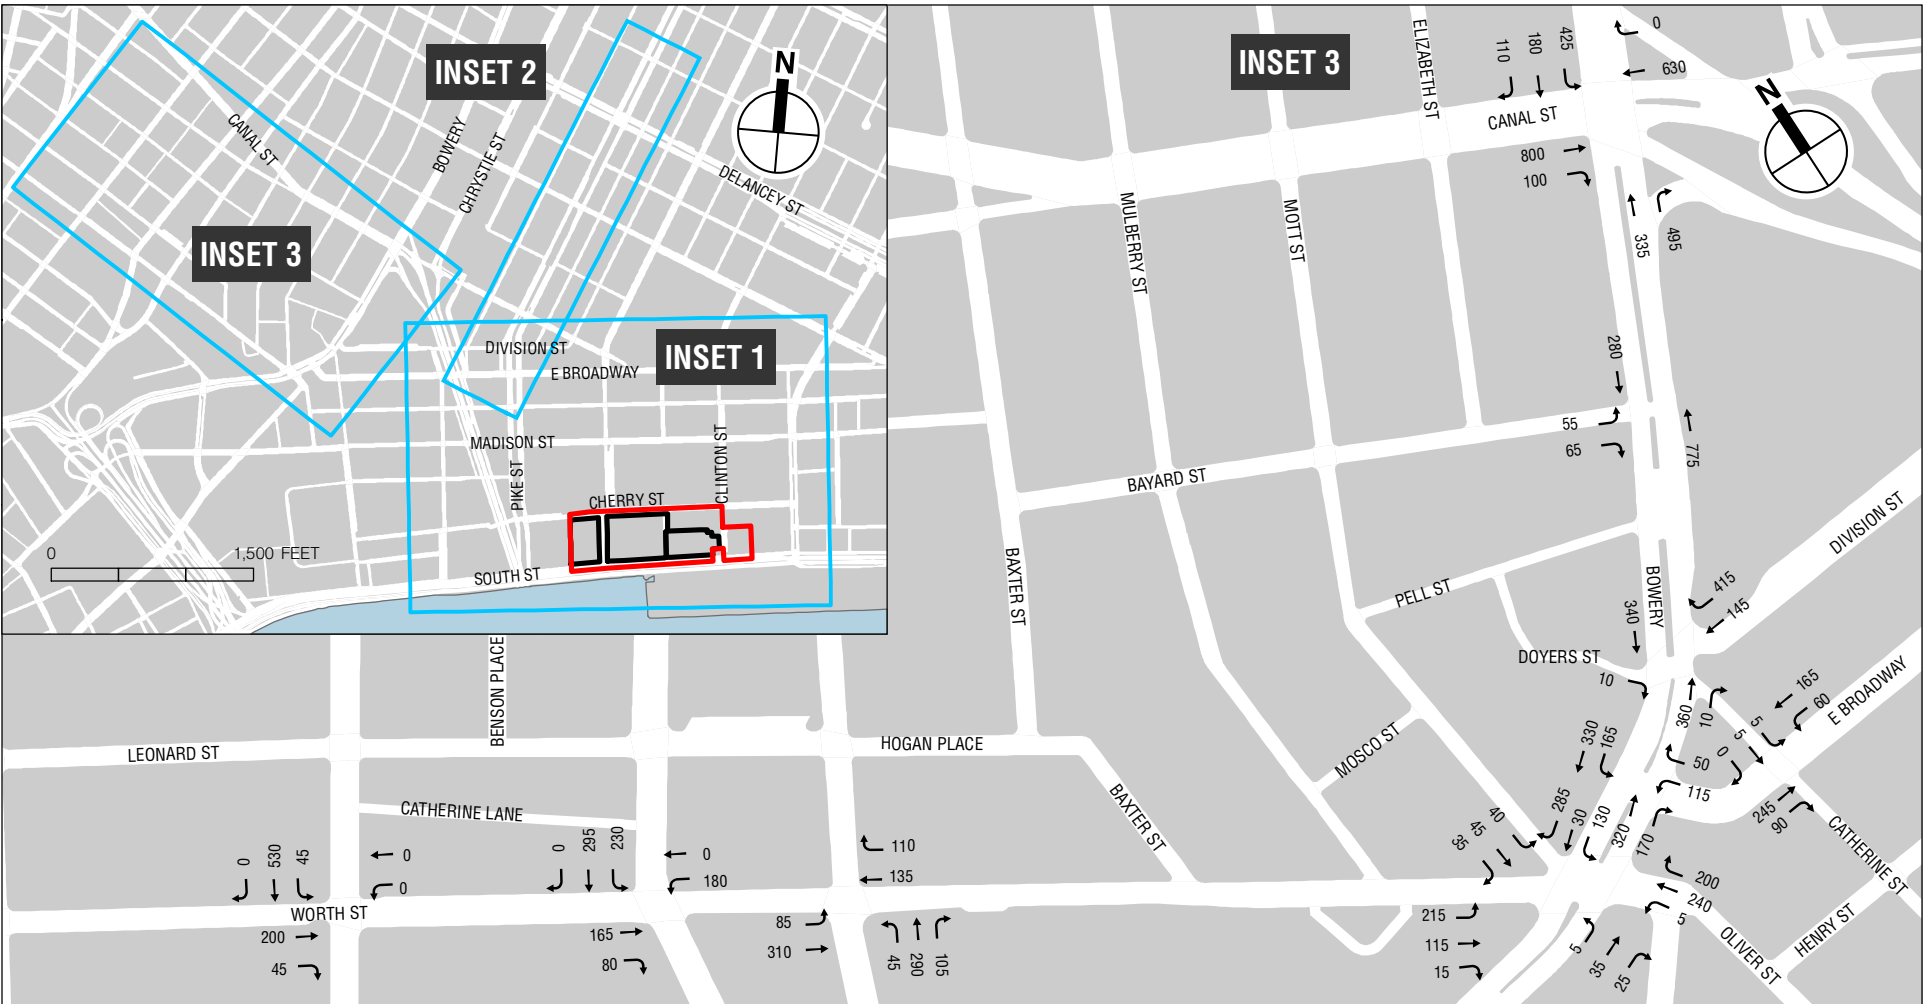 INSET 2
N
BOWERY
CHRYSTIE ST
CANAL ST
DELANCEY ST
INSET 3
DIVISION ST
INSET 1
E BROADWAY
MADISON ST
PIKE ST
CLINTON ST
CHERRY ST
0
1,500 FEET
SOUTH ST
INSET 3
N
ELIZABETH ST
110
180
425
0
630
CANAL ST
800
100
335
495
MULBERRY ST
MOTT ST
280
55
65
775
BAYARD ST
BAXTER ST
PELL ST
BOWERY
DIVISION ST
340
415
145
DOYERS ST
10
165
60
E BROADWAY
360
10
5
5
0
50
115
330
165
285
30
130
320
170
245
90
CATHERINE ST
MOSCO ST
40
45
35
200
240
5
OLIVER ST
HENRY ST
215
115
15
5
35
25
BENSON PLACE
LEONARD ST
HOGAN PLACE
BAXTER ST
CATHERINE LANE
0
530
45
0
0
0
295
230
0
180
110
135
WORTH ST
200
45
165
80
85
310
45
290
105